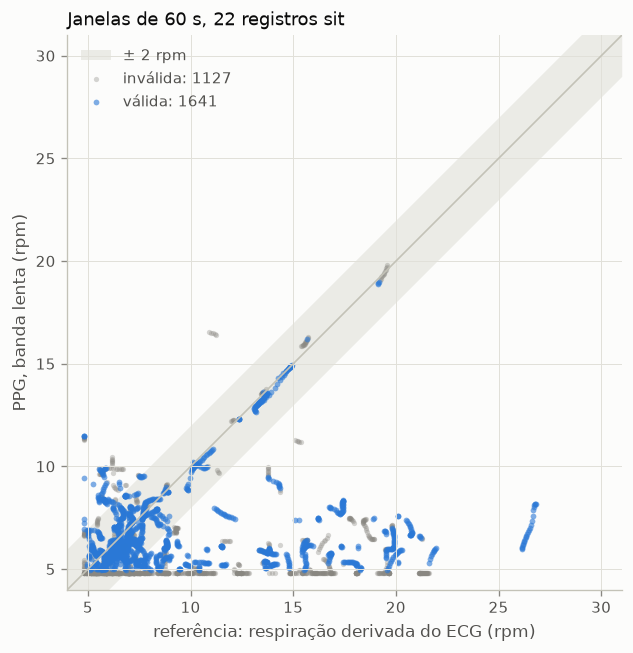 Janelas de 60 s, 22 registros sit
± 2 rpm
inválida: 1127
válida: 1641
30
25
20
15
10
5
PPG, banda lenta (rpm)
5 10 15 20 25 30
referência: respiração derivada do ECG (rpm)